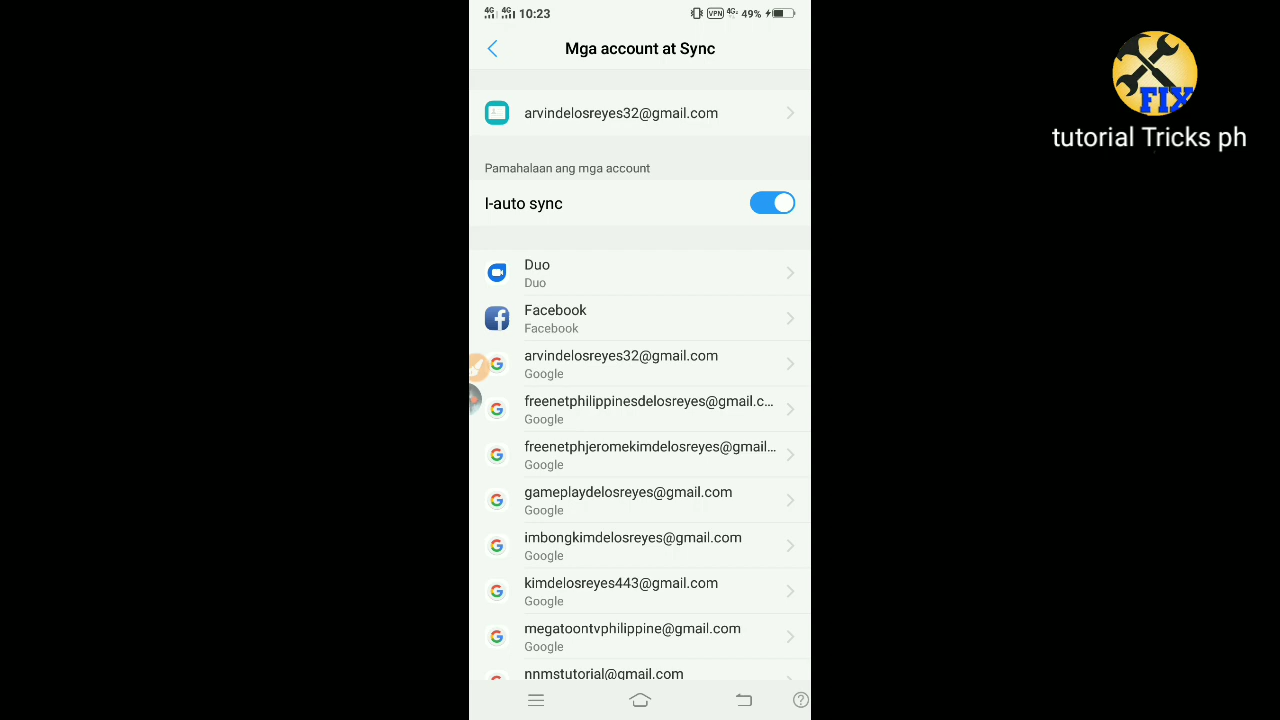 4G 4G 10:23 VPN 4G 49%
Mga account at Sync
arvindelosreyes32@gmail.com
Pamahalaan ang mga account
I-auto sync
Duo
Duo
Facebook
Facebook
arvindelosreyes32@gmail.com
Google
freenetphilippinesdelosreyes@gmail.c...
Google
freenetphjeromekimdelosreyes@gmail...
Google
gameplaydelosreyes@gmail.com
Google
imbongkimdelosreyes@gmail.com
Google
kimdelosreyes443@gmail.com
Google
megatoontvphilippine@gmail.com
Google
nnmstutorial@gmail.com
FIX
tutorial Tricks ph